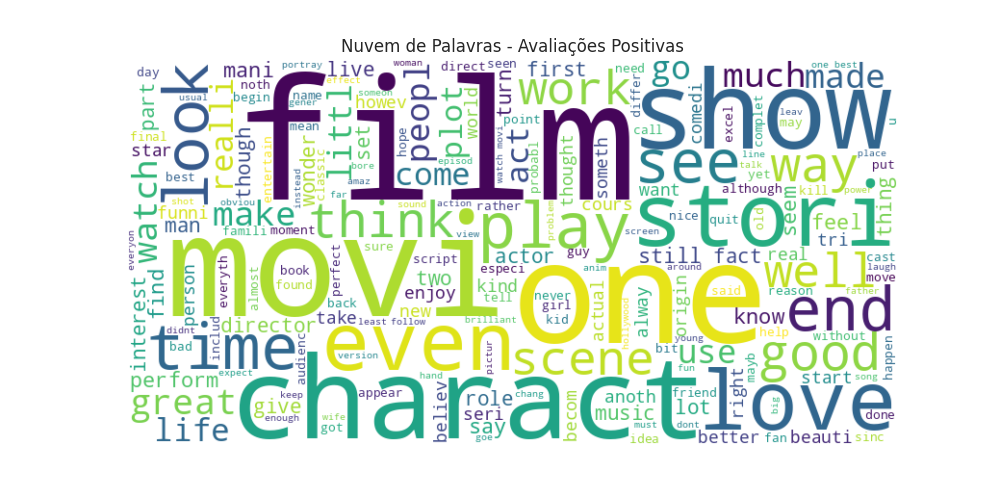 Nuvem de Palavras - Avaliações Positivas
day
portray
effect
woman
direct
seen
need
one best
mani
live
first
go
much
made
noth
look
usual
begin
name
gener
someon
howev
peopl
turn
work
differ
comedi
excel
complet
leav
u
part
realli
film
show
final
star
mean
littl
set
hope
plot
world
point
call
may
though
entertain
instead
wonder
classic
bore
come
episod
watch movi
act
probabl
thought
someth
see
line
talk
yet
way
place
put
watch
best
shot
obviou
amaz
far
want
although
kill
power
thing
funni
make
think
sound
action
rather
play
cours
stori
nice
quit
old
seem
feel
man
famili
moment
problem
screen
tri
everyon
movi
sure
view
actor
guy
one
still
fact
well
real
cast
laugh
interest
find
person
everyth
almost
book
found
perfect
script
two
especi
kind
anim
around
reason
move
enjoy
tell
never
girl
actual
alway
origin
said
father
end
back
new
kid
hollywood
know
didnt
includ
director
take
least
follow
brilliant
even
scene
bit
young
help
without
time
bad
audienc
version
pictur
use
fun
mayb
good
happen
expect
charact
hand
chang
friend
right
love
start
song
perform
keep
appear
role
anoth
lot
big
great
give
believ
seri
becom
music
must
dont
done
life
enough
wife
got
say
goe
idea
better
fan
beauti
sinc